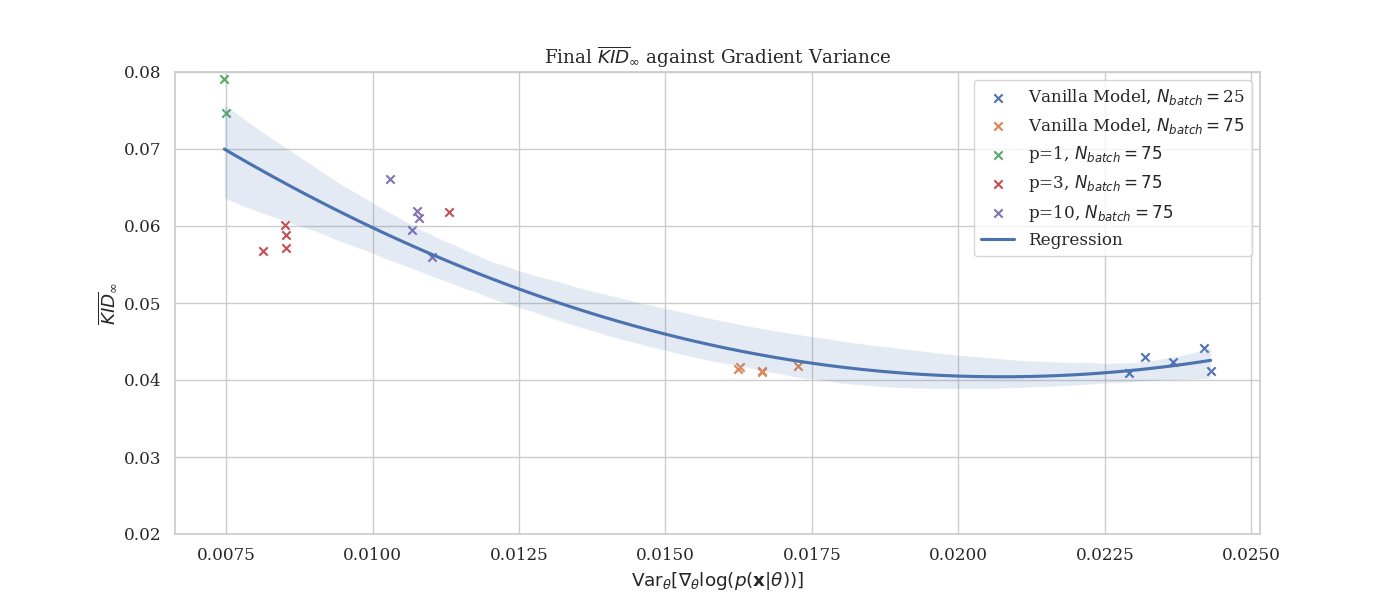 Final $\overline{KID}_\infty$ against Gradient Variance
0.08
0.07
0.06
0.05
0.04
0.03
0.02
$\overline{KID}_\infty$
Vanilla Model, $N_{batch} = 25$
Vanilla Model, $N_{batch} = 75$
p=1, $N_{batch} = 75$
p=3, $N_{batch} = 75$
p=10, $N_{batch} = 75$
Regression
0.0075 0.0100 0.0125 0.0150 0.0175 0.0200 0.0225 0.0250
$\mathrm{Var}_\theta[\nabla_\theta \log(p(\mathbf{x}|\theta))]$